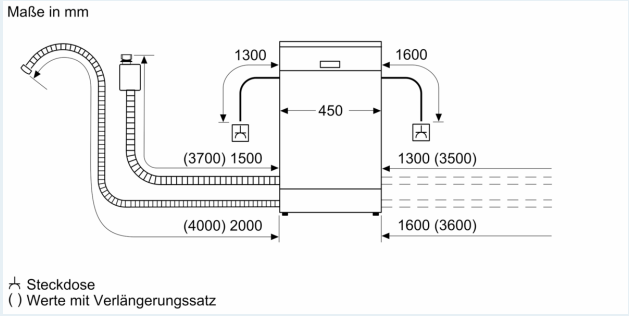 Maße in mm
1300
1600
450
(3700) 1500
1300 (3500)
(4000) 2000
1600 (3600)
Steckdose
( ) Werte mit Verlängerungssatz